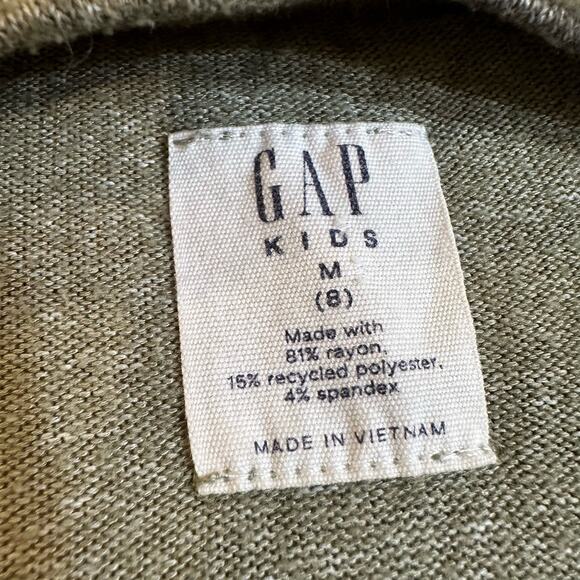 GAP
KIDS
M
(8)
Made with
81% rayon,
15% recycled polyester,
4% spandex
MADE IN VIETNAM